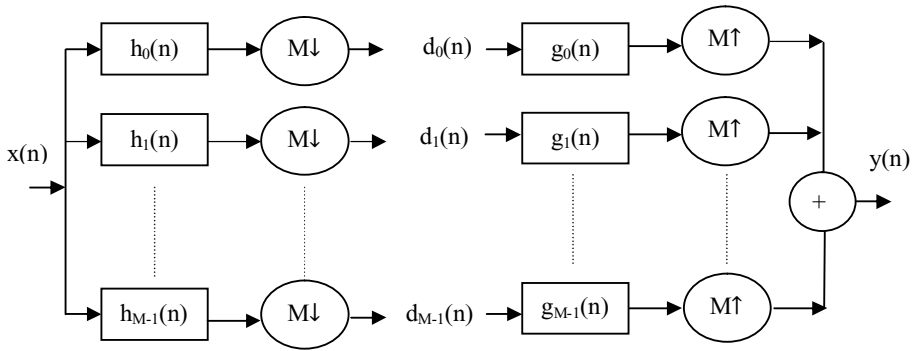 h₀(n) M↓ d₀(n) g₀(n) M↑
h₁(n) M↓ d₁(n) g₁(n) M↑
x(n) y(n)
+
hM-1(n) M↓ dM-1(n) gM-1(n) M↑